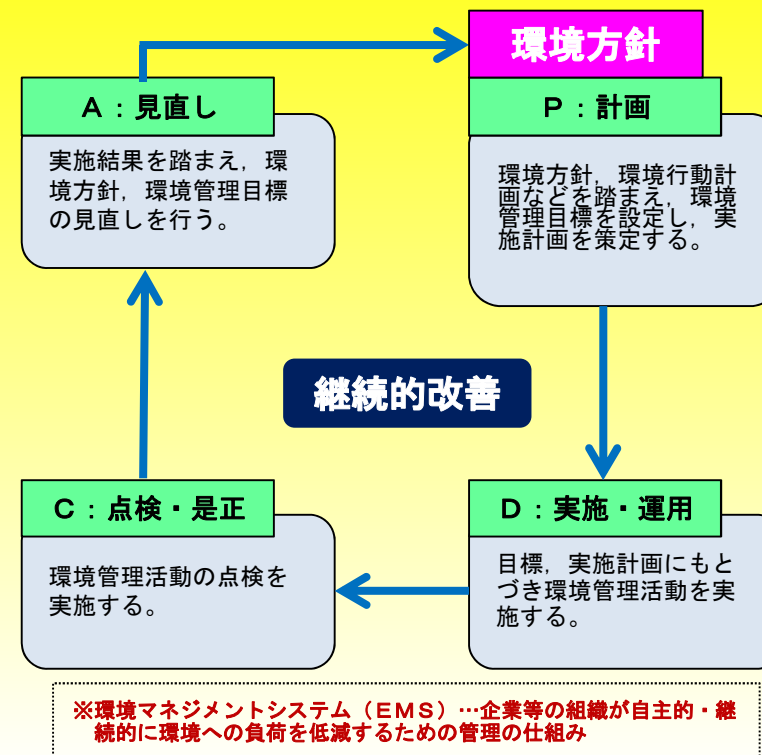 環境方針
A：見直し
実施結果を踏まえ，環
境方針，環境管理目標
の見直しを行う。
P：計画
環境方針，環境行動計
画などを踏まえ，環境
管理目標を設定し，実
施計画を策定する。
継続的改善
C：点検・是正
環境管理活動の点検を
実施する。
D：実施・運用
目標，実施計画にもと
づき環境管理活動を実
施する。
※環境マネジメントシステム（EMS）…企業等の組織が自主的・継
続的に環境への負荷を低減するための管理の仕組み